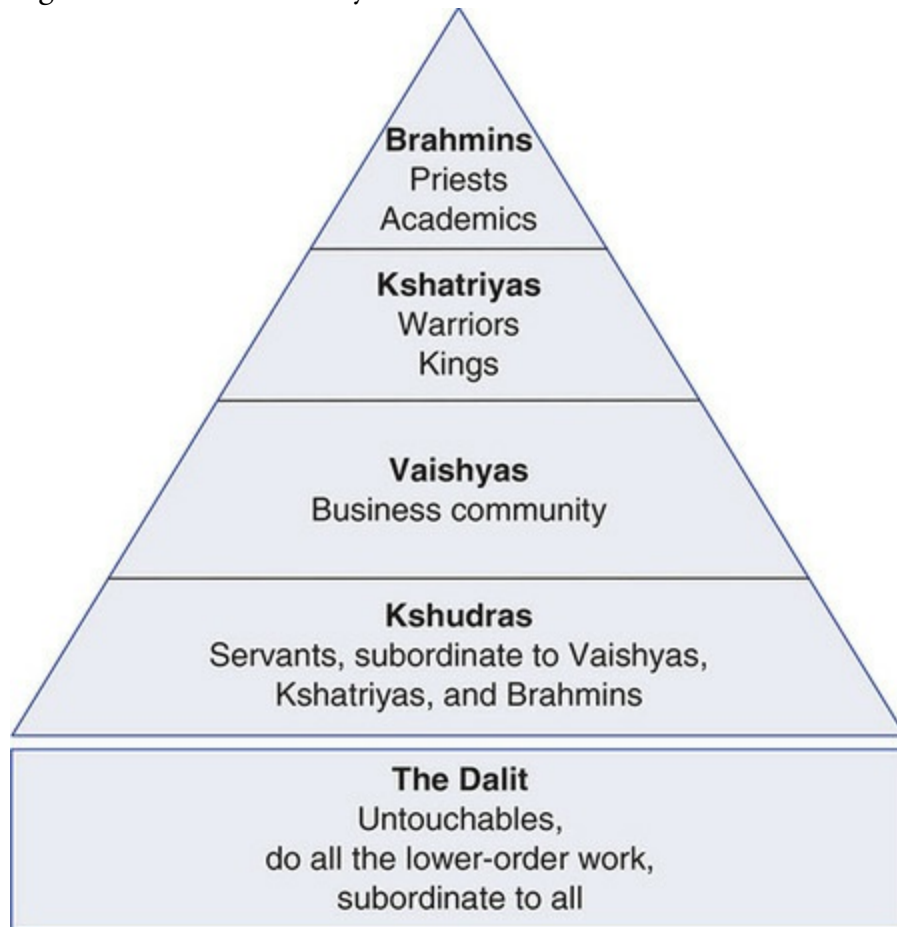 Brahmins
Priests
Academics
Kshatriyas
Warriors
Kings
Vaishyas
Business community
Kshudras
Servants, subordinate to Vaishyas,
Kshatriyas, and Brahmins
The Dalit
Untouchables,
do all the lower-order work,
subordinate to all